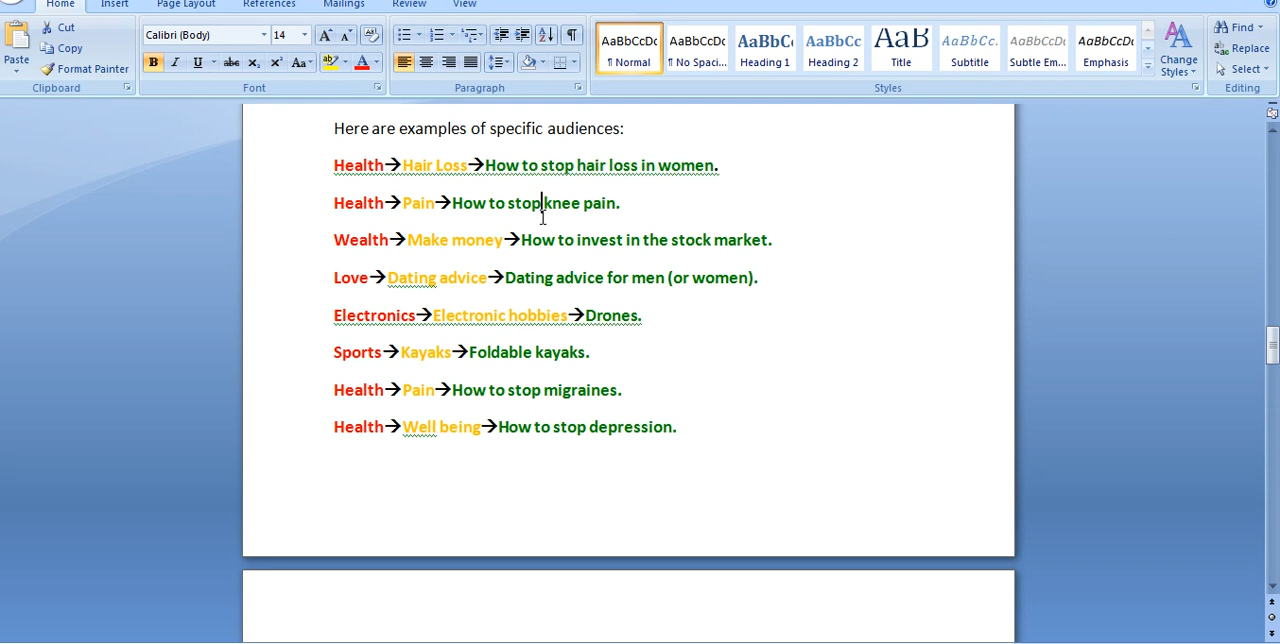 Home Insert Page Layout References Mailings Review View
Cut
Copy
Format Painter
Paste
Calibri (Body) 14
B I U abc x₂ x² Aa
AaBbCcDc AaBbCcDc AaBbC AaBbCc AaB AaBbCc. AaBbCcDc AaBbCcDc
¶ Normal ¶ No Spaci... Heading 1 Heading 2 Title Subtitle Subtle Em... Emphasis
Change Styles
Find
Replace
Select
Clipboard Font Paragraph Styles Editing
Here are examples of specific audiences:
Health→Hair Loss→How to stop hair loss in women.
Health→Pain→How to stop knee pain.
Wealth→Make money→How to invest in the stock market.
Love→Dating advice→Dating advice for men (or women).
Electronics→Electronic hobbies→Drones.
Sports→Kayaks→Foldable kayaks.
Health→Pain→How to stop migraines.
Health→Well being→How to stop depression.